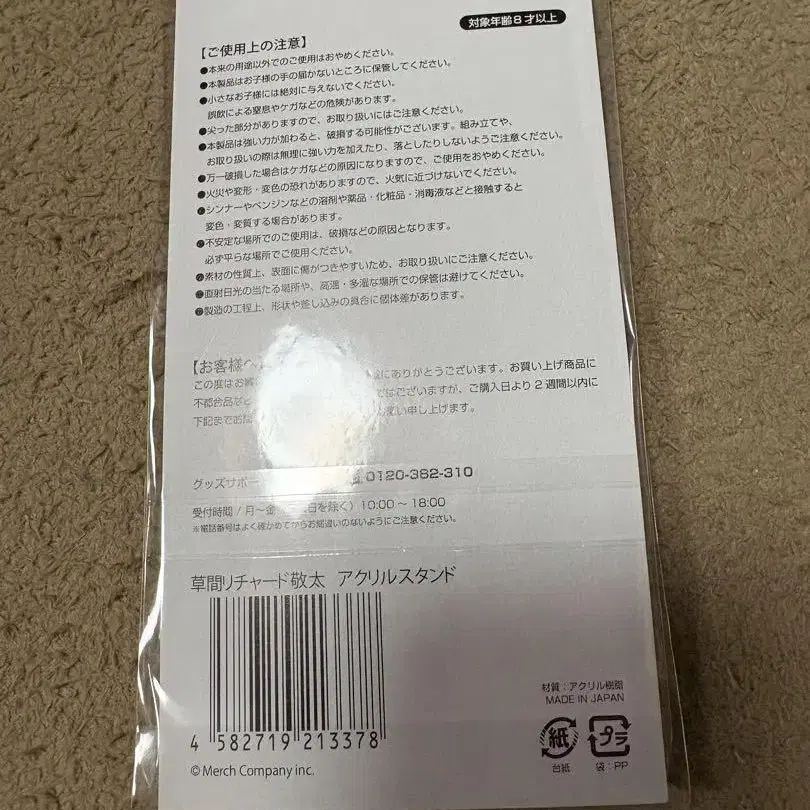 対象年齢8才以上
【ご使用上の注意】
●本来の用途以外でのご使用はおやめください。
●本製品はお子様の手の届かないところに保管してください。
●小さなお子様には絶対に与えないでください。
誤飲による窒息やケガなどの危険があります。
●尖った部分がありますので、お取り扱いにはご注意ください。
●本製品は強い力が加わると、破損する可能性がございます。組み立てや、
お取り扱いの際は無理に強い力を加えたり、落としたりしないようご注意ください。
●万一破損した場合はケガなどの原因になりますので、ご使用をおやめください。
●火災や変形・変色の恐れがありますので、火気に近づけないでください。
●シンナーやベンジンなどの溶剤や薬品・化粧品・消毒液などと接触すると
変色・変質する場合があります。
●不安定な場所でのご使用は、破損などの原因となります。
必ず平らな場所でご使用ください。
●素材の性質上、表面に傷がつきやすいため、お取り扱いにご注意ください。
●直射日光の当たる場所や、高温・多湿な場所での保管は避けてください。
●製造の工程上、形状や差し込みの具合に個体差があります。
【お客様へ
この度はお買 にありがとうございます。お買い上げ商品に
不都合など はございますが、ご購入日より2週間以内に
下記までお い申し上げます。
グッズサポー 0120-382-310
受付時間/月〜金 日を除く)10:00〜18:00
※電話番号はよく確かめてからお間違いのないようにご注意ください。
草間リチャード敬太 アクリルスタンド
材質：アクリル樹脂
MADE IN JAPAN
4 582719 213378
紙
プラ
台紙
袋：PP
© Merch Company inc.